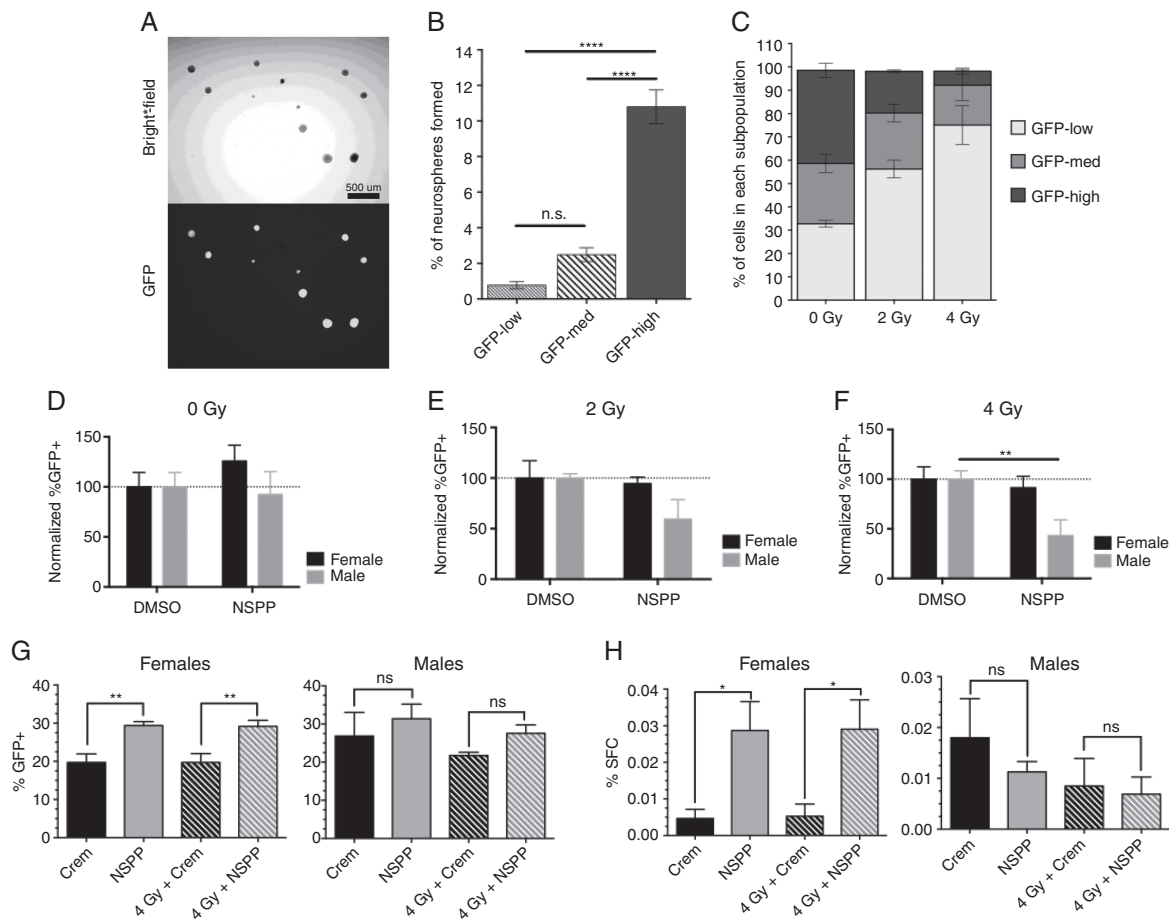 A
Bright-field
500 um
GFP
B
% of neurospheres formed
14
12
10
8
6
4
2
0
****
****
n.s.
GFP-low
GFP-med
GFP-high
C
% of cells in each subpopulation
110
100
90
80
70
60
50
40
30
20
10
0
0 Gy
2 Gy
4 Gy
GFP-low
GFP-med
GFP-high
D
0 Gy
Normalized %GFP+
150
100
50
0
DMSO
NSPP
Female
Male
E
2 Gy
Normalized %GFP+
150
100
50
0
DMSO
NSPP
Female
Male
F
4 Gy
Normalized %GFP+
150
100
50
0
**
DMSO
NSPP
Female
Male
G
Females
% GFP+
40
30
20
10
0
**
**
Crem
NSPP
4 Gy + Crem
4 Gy + NSPP
Males
40
30
20
10
0
ns
ns
Crem
NSPP
4 Gy + Crem
4 Gy + NSPP
H
Females
% SFC
0.04
0.03
0.02
0.01
0.00
*
*
Crem
NSPP
4 Gy + Crem
4 Gy + NSPP
Males
0.03
0.02
0.01
0.00
ns
ns
Crem
NSPP
4 Gy + Crem
4 Gy + NSPP